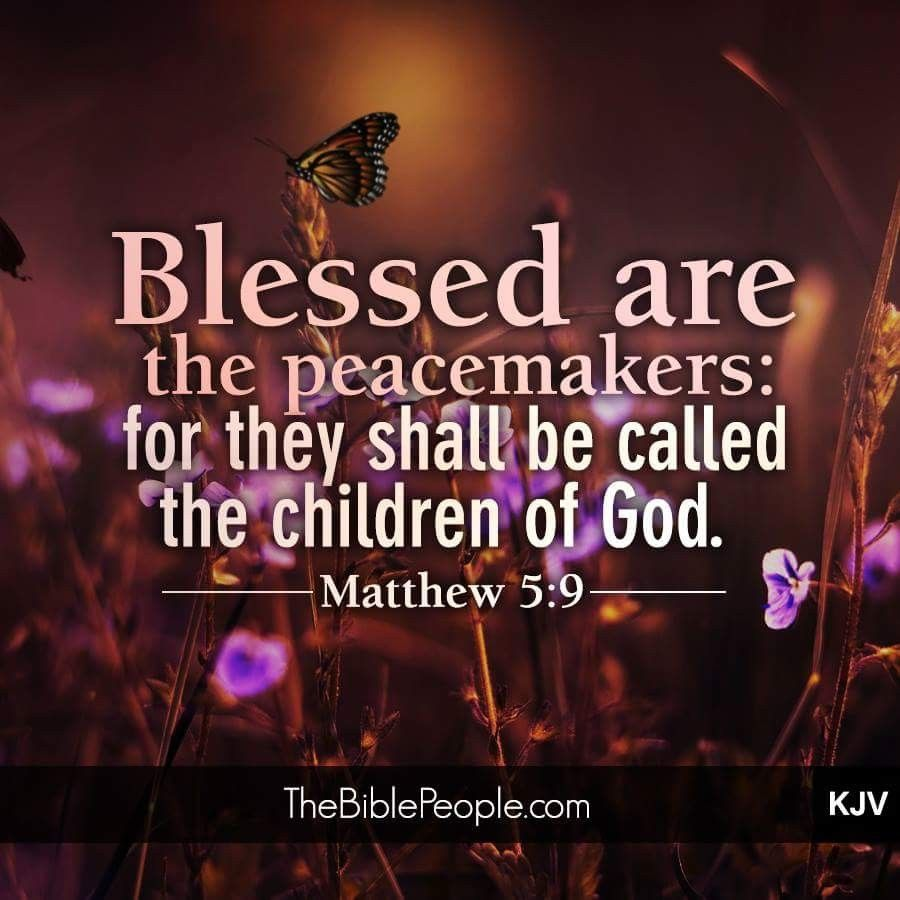 Blessed are
the peacemakers:
for they shall be called
the children of God.
Matthew 5:9
TheBiblePeople.com
KJV